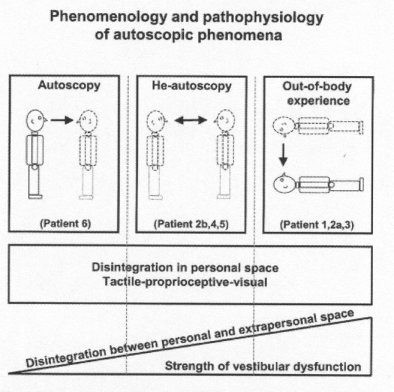 Phenomenology and pathophysiology
of autoscopic phenomena
Autoscopy
(Patient 6)
He-autoscopy
(Patient 2b,4,5)
Out-of-body
experience
(Patient 1,2a,3)
Disintegration in personal space
Tactile-proprioceptive-visual
Disintegration between personal and extrapersonal space
Strength of vestibular dysfunction